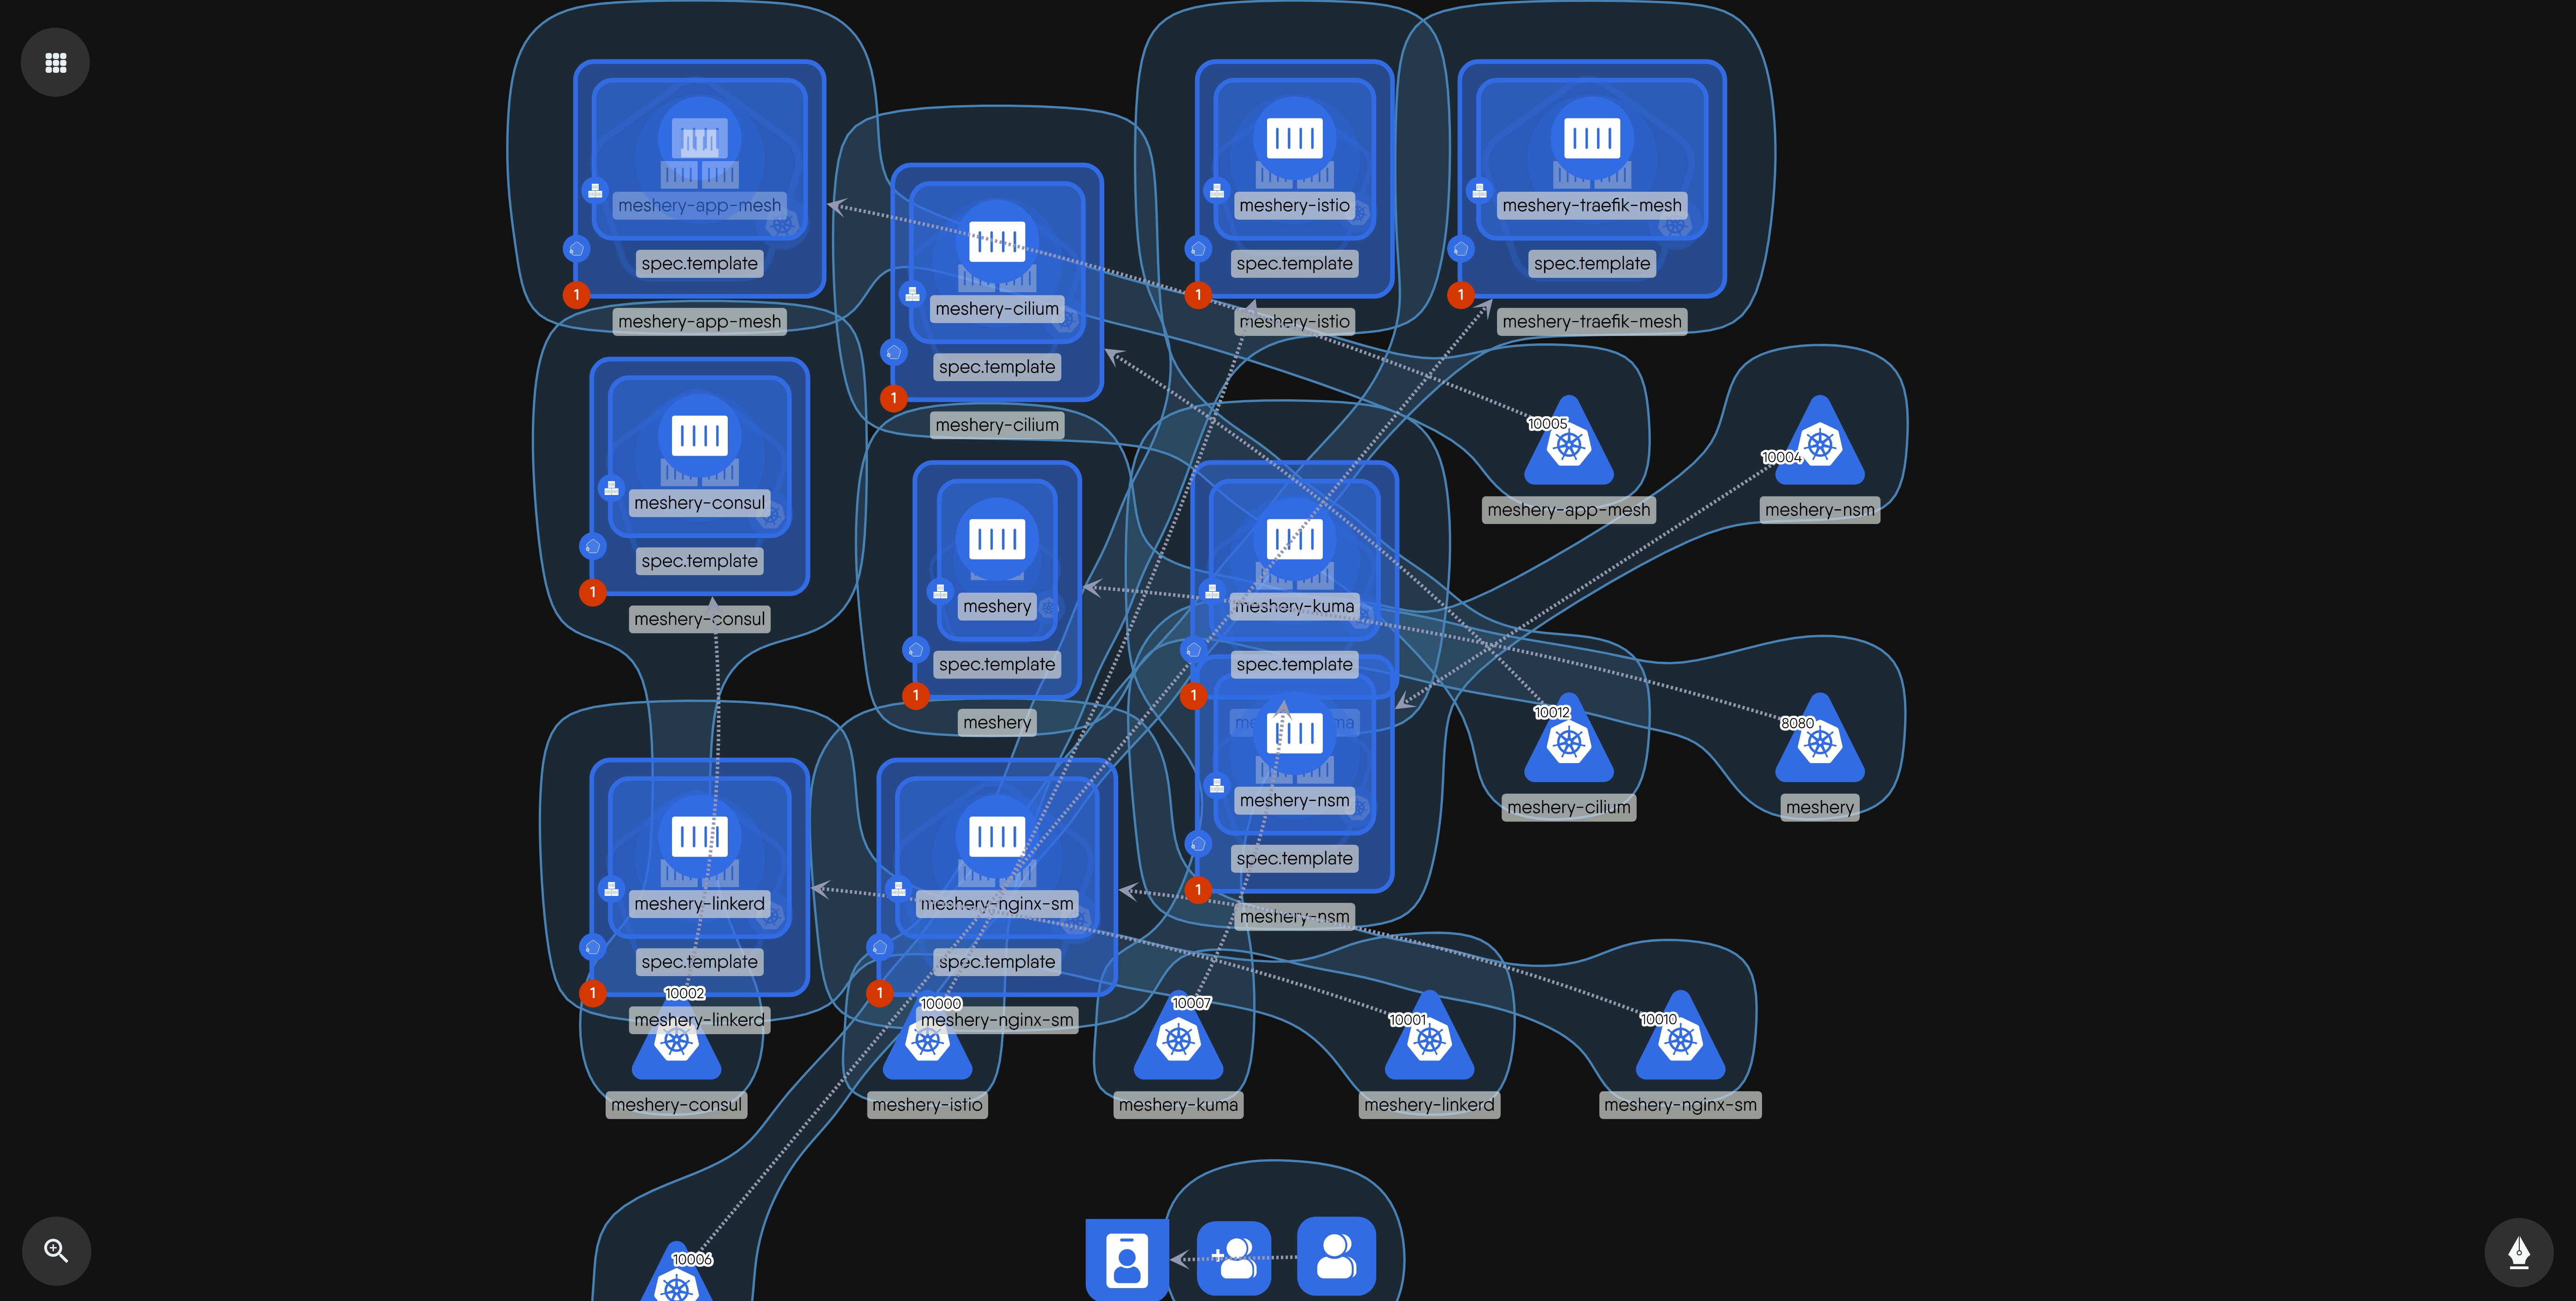 meshery-app-mesh
spec.template
1
meshery-app-mesh
meshery-cilium
spec.template
1
meshery-cilium
meshery-istio
spec.template
1
meshery-istio
meshery-traefik-mesh
spec.template
1
meshery-traefik-mesh
meshery-consul
spec.template
1
meshery-consul
meshery
spec.template
1
meshery
meshery-kuma
spec.template
1
10005
meshery-app-mesh
10004
meshery-nsm
meshery-nsm
spec.template
1
meshery-nsm
10012
meshery-cilium
8080
meshery
meshery-linkerd
spec.template
1
meshery-linkerd
meshery-nginx-sm
spec.template
1
meshery-nginx-sm
10002
meshery-consul
10000
meshery-istio
10007
meshery-kuma
10001
meshery-linkerd
10010
meshery-nginx-sm
10006